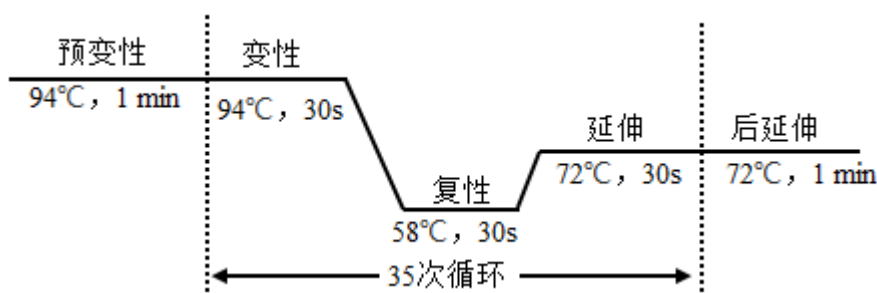 预变性
94℃，1 min
变性
94℃，30s
复性
58℃，30s
延伸
72℃，30s
后延伸
72℃，1 min
35次循环